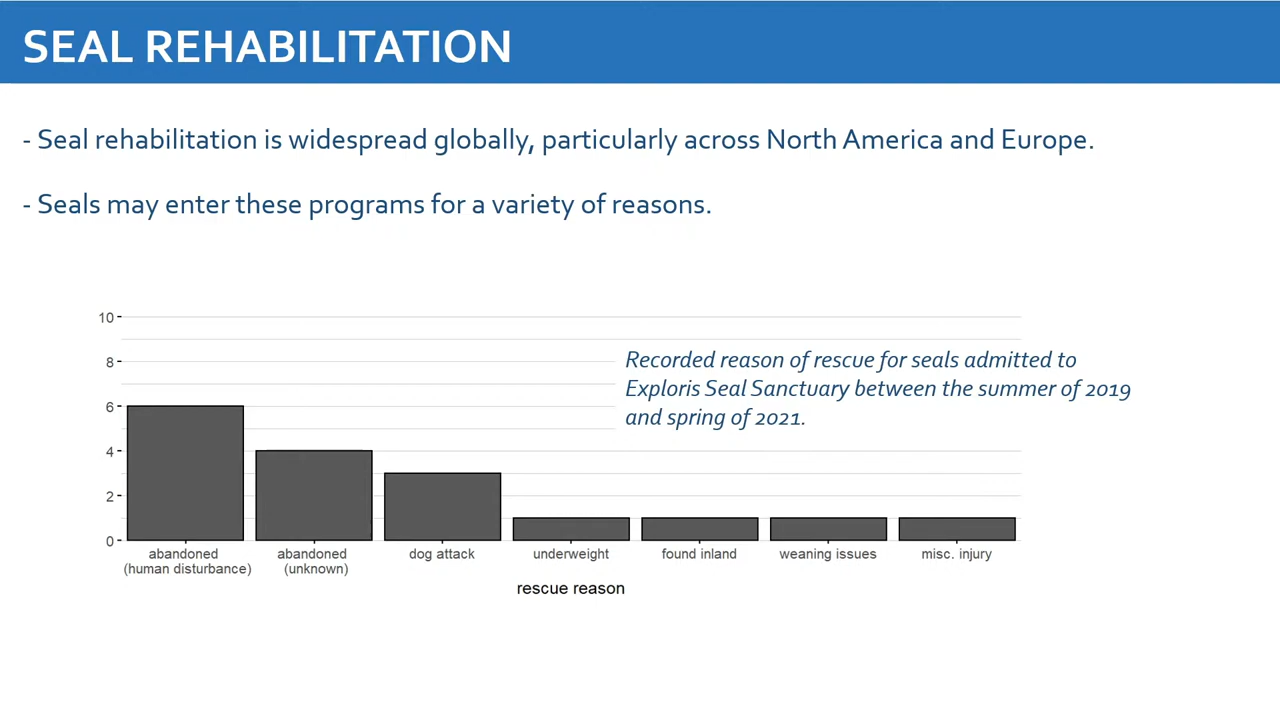 SEAL REHABILITATION
- Seal rehabilitation is widespread globally, particularly across North America and Europe.
- Seals may enter these programs for a variety of reasons.
10
8
6
4
2
0
Recorded reason of rescue for seals admitted to
Exploris Seal Sanctuary between the summer of 2019
and spring of 2021.
abandoned
(human disturbance)
abandoned
(unknown)
dog attack
underweight
found inland
weaning issues
misc. injury
rescue reason